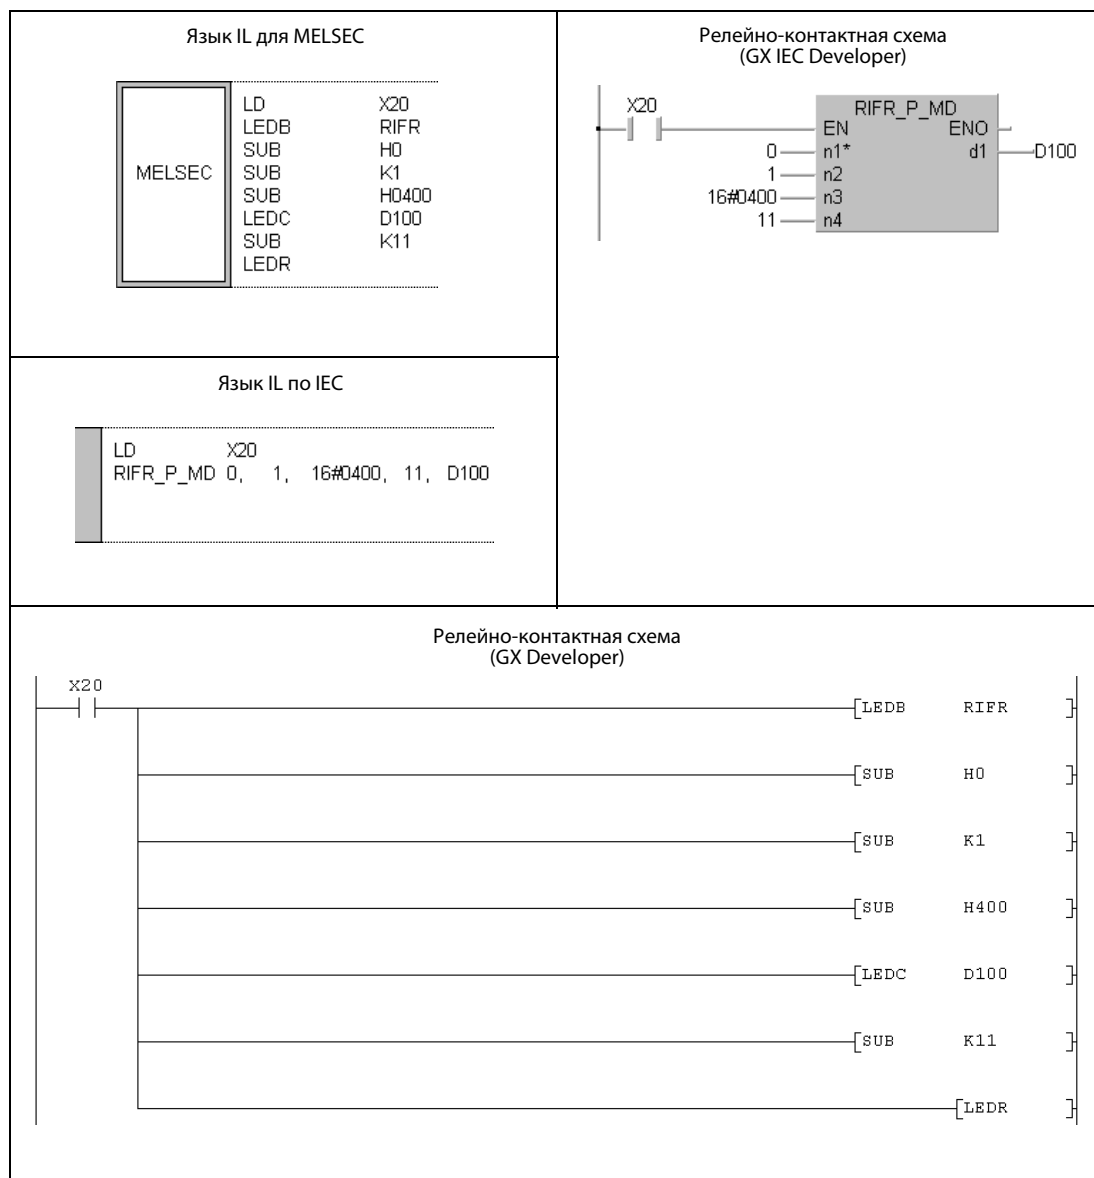 Язык IL для MELSEC
MELSEC
LD X20
LEDB RIFR
SUB H0
SUB K1
SUB H0400
LEDC D100
SUB K11
LEDR
Релейно-контактная схема
(GX IEC Developer)
X20
RIFR_P_MD
EN ENO
0 n1* d1 D100
1 n2
16#0400 n3
11 n4
Язык IL по IEC
LD X20
RIFR_P_MD 0, 1, 16#0400, 11, D100
Релейно-контактная схема
(GX Developer)
X20
[LEDB RIFR ]
[SUB H0 ]
[SUB K1 ]
[SUB H400 ]
[LEDC D100 ]
[SUB K11 ]
[LEDR ]